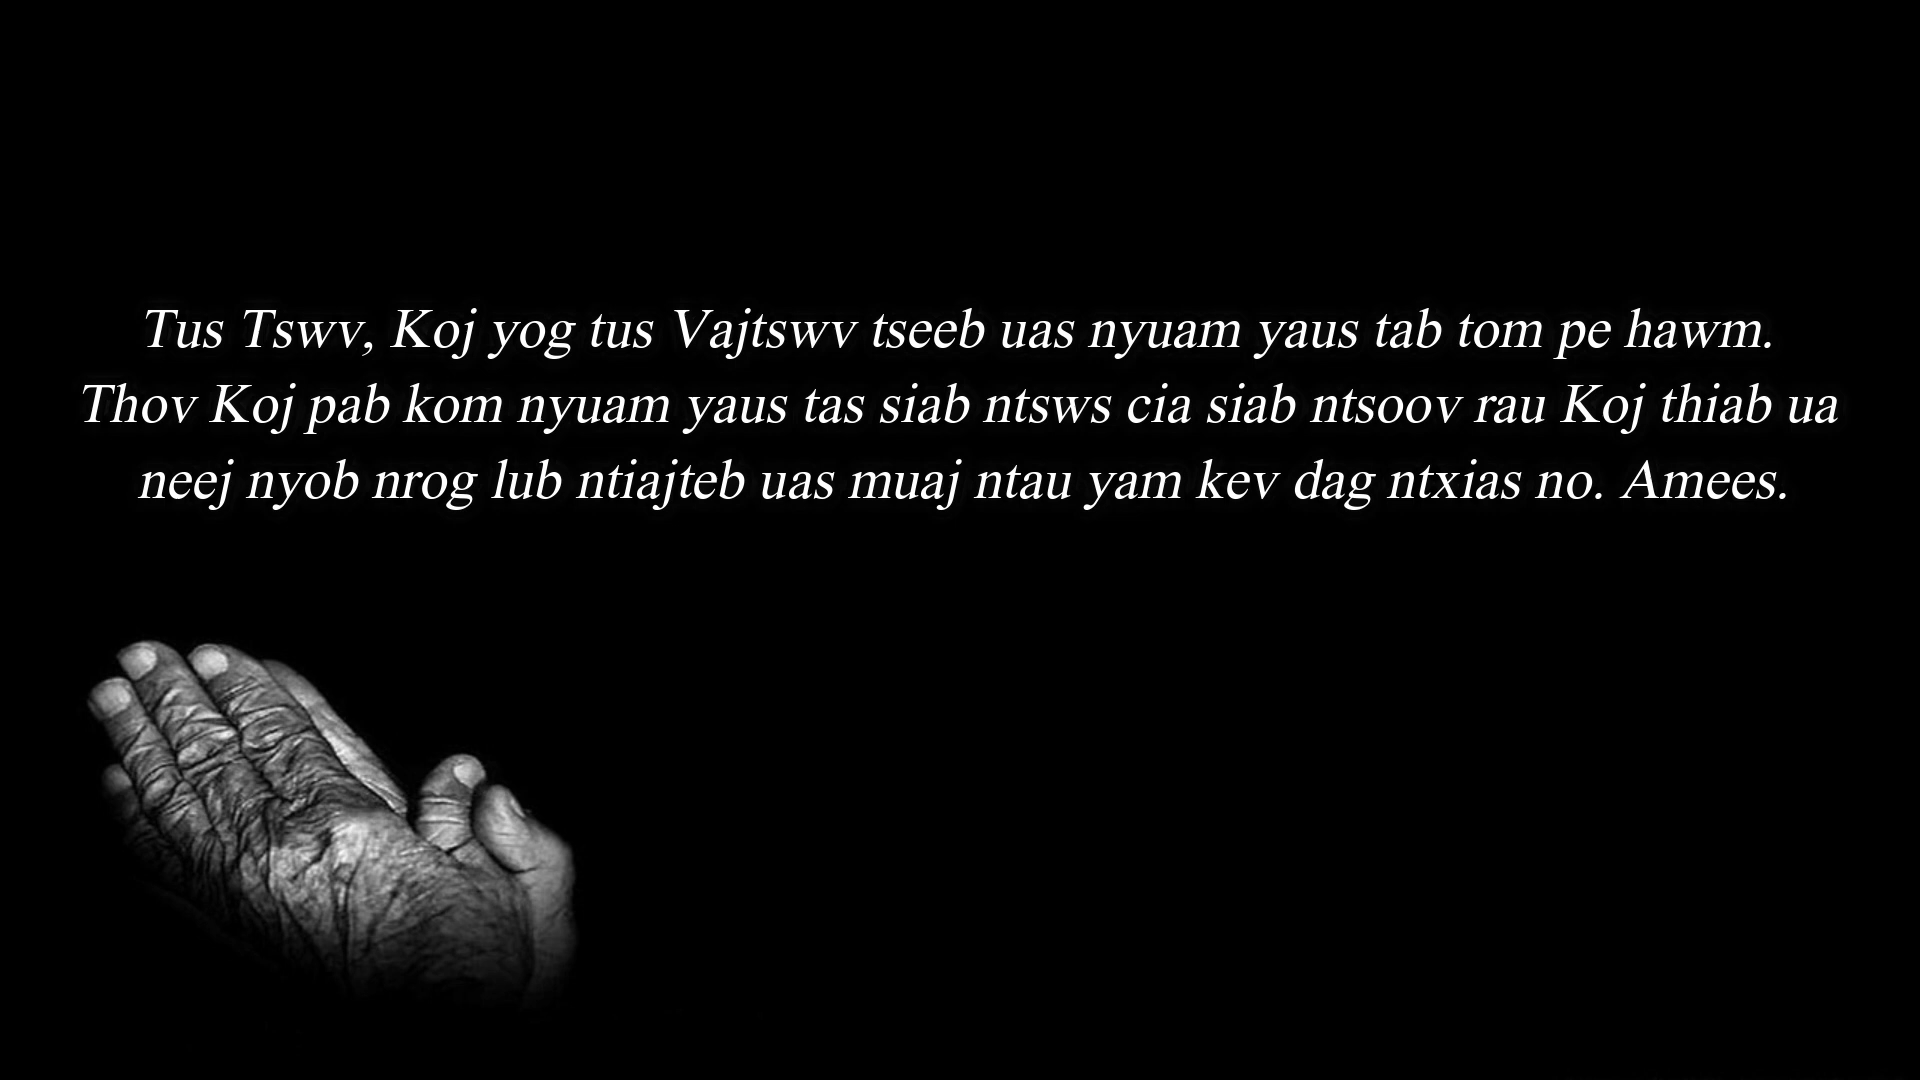 Tus Tswv, Koj yog tus Vajtswv tseeb uas nyuam yaus tab tom pe hawm.
Thov Koj pab kom nyuam yaus tas siab ntsws cia siab ntsoov rau Koj thiab ua
neej nyob nrog lub ntiajteb uas muaj ntau yam kev dag ntxias no. Amees.